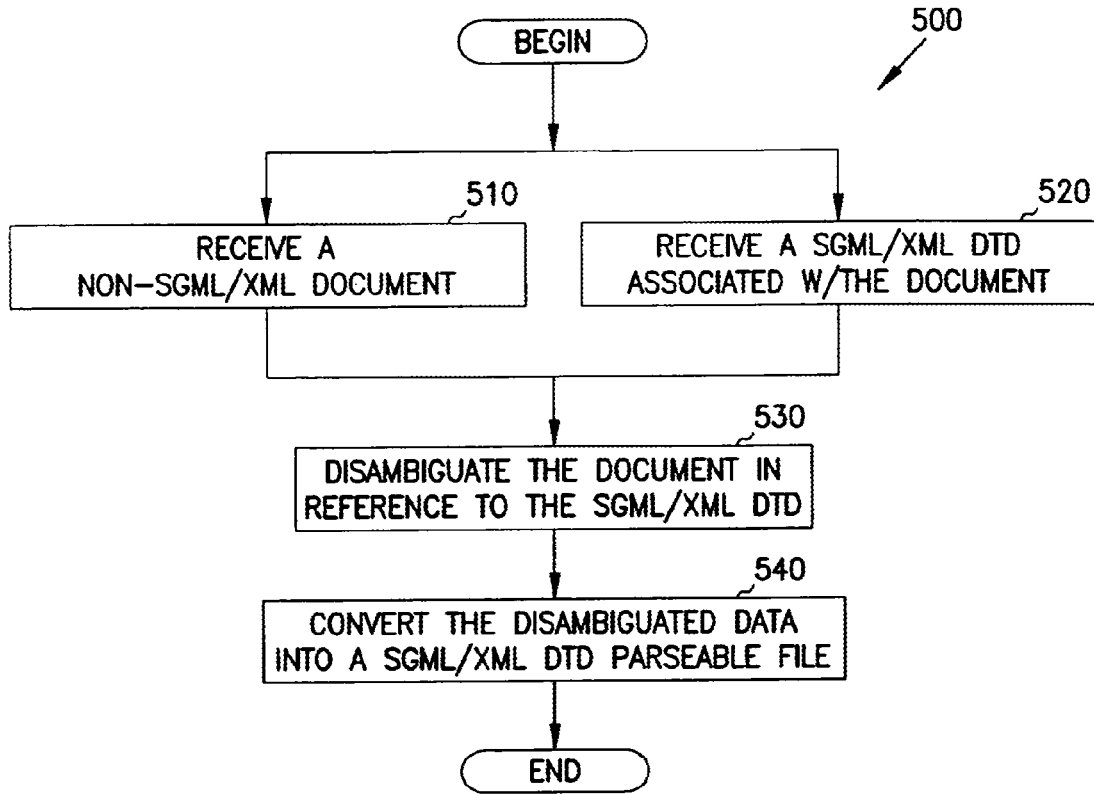 BEGIN
500
510
RECEIVE A
NON-SGML/XML DOCUMENT
520
RECEIVE A SGML/XML DTD
ASSOCIATED W/THE DOCUMENT
530
DISAMBIGUATE THE DOCUMENT IN
REFERENCE TO THE SGML/XML DTD
540
CONVERT THE DISAMBIGUATED DATA
INTO A SGML/XML DTD PARSEABLE FILE
END